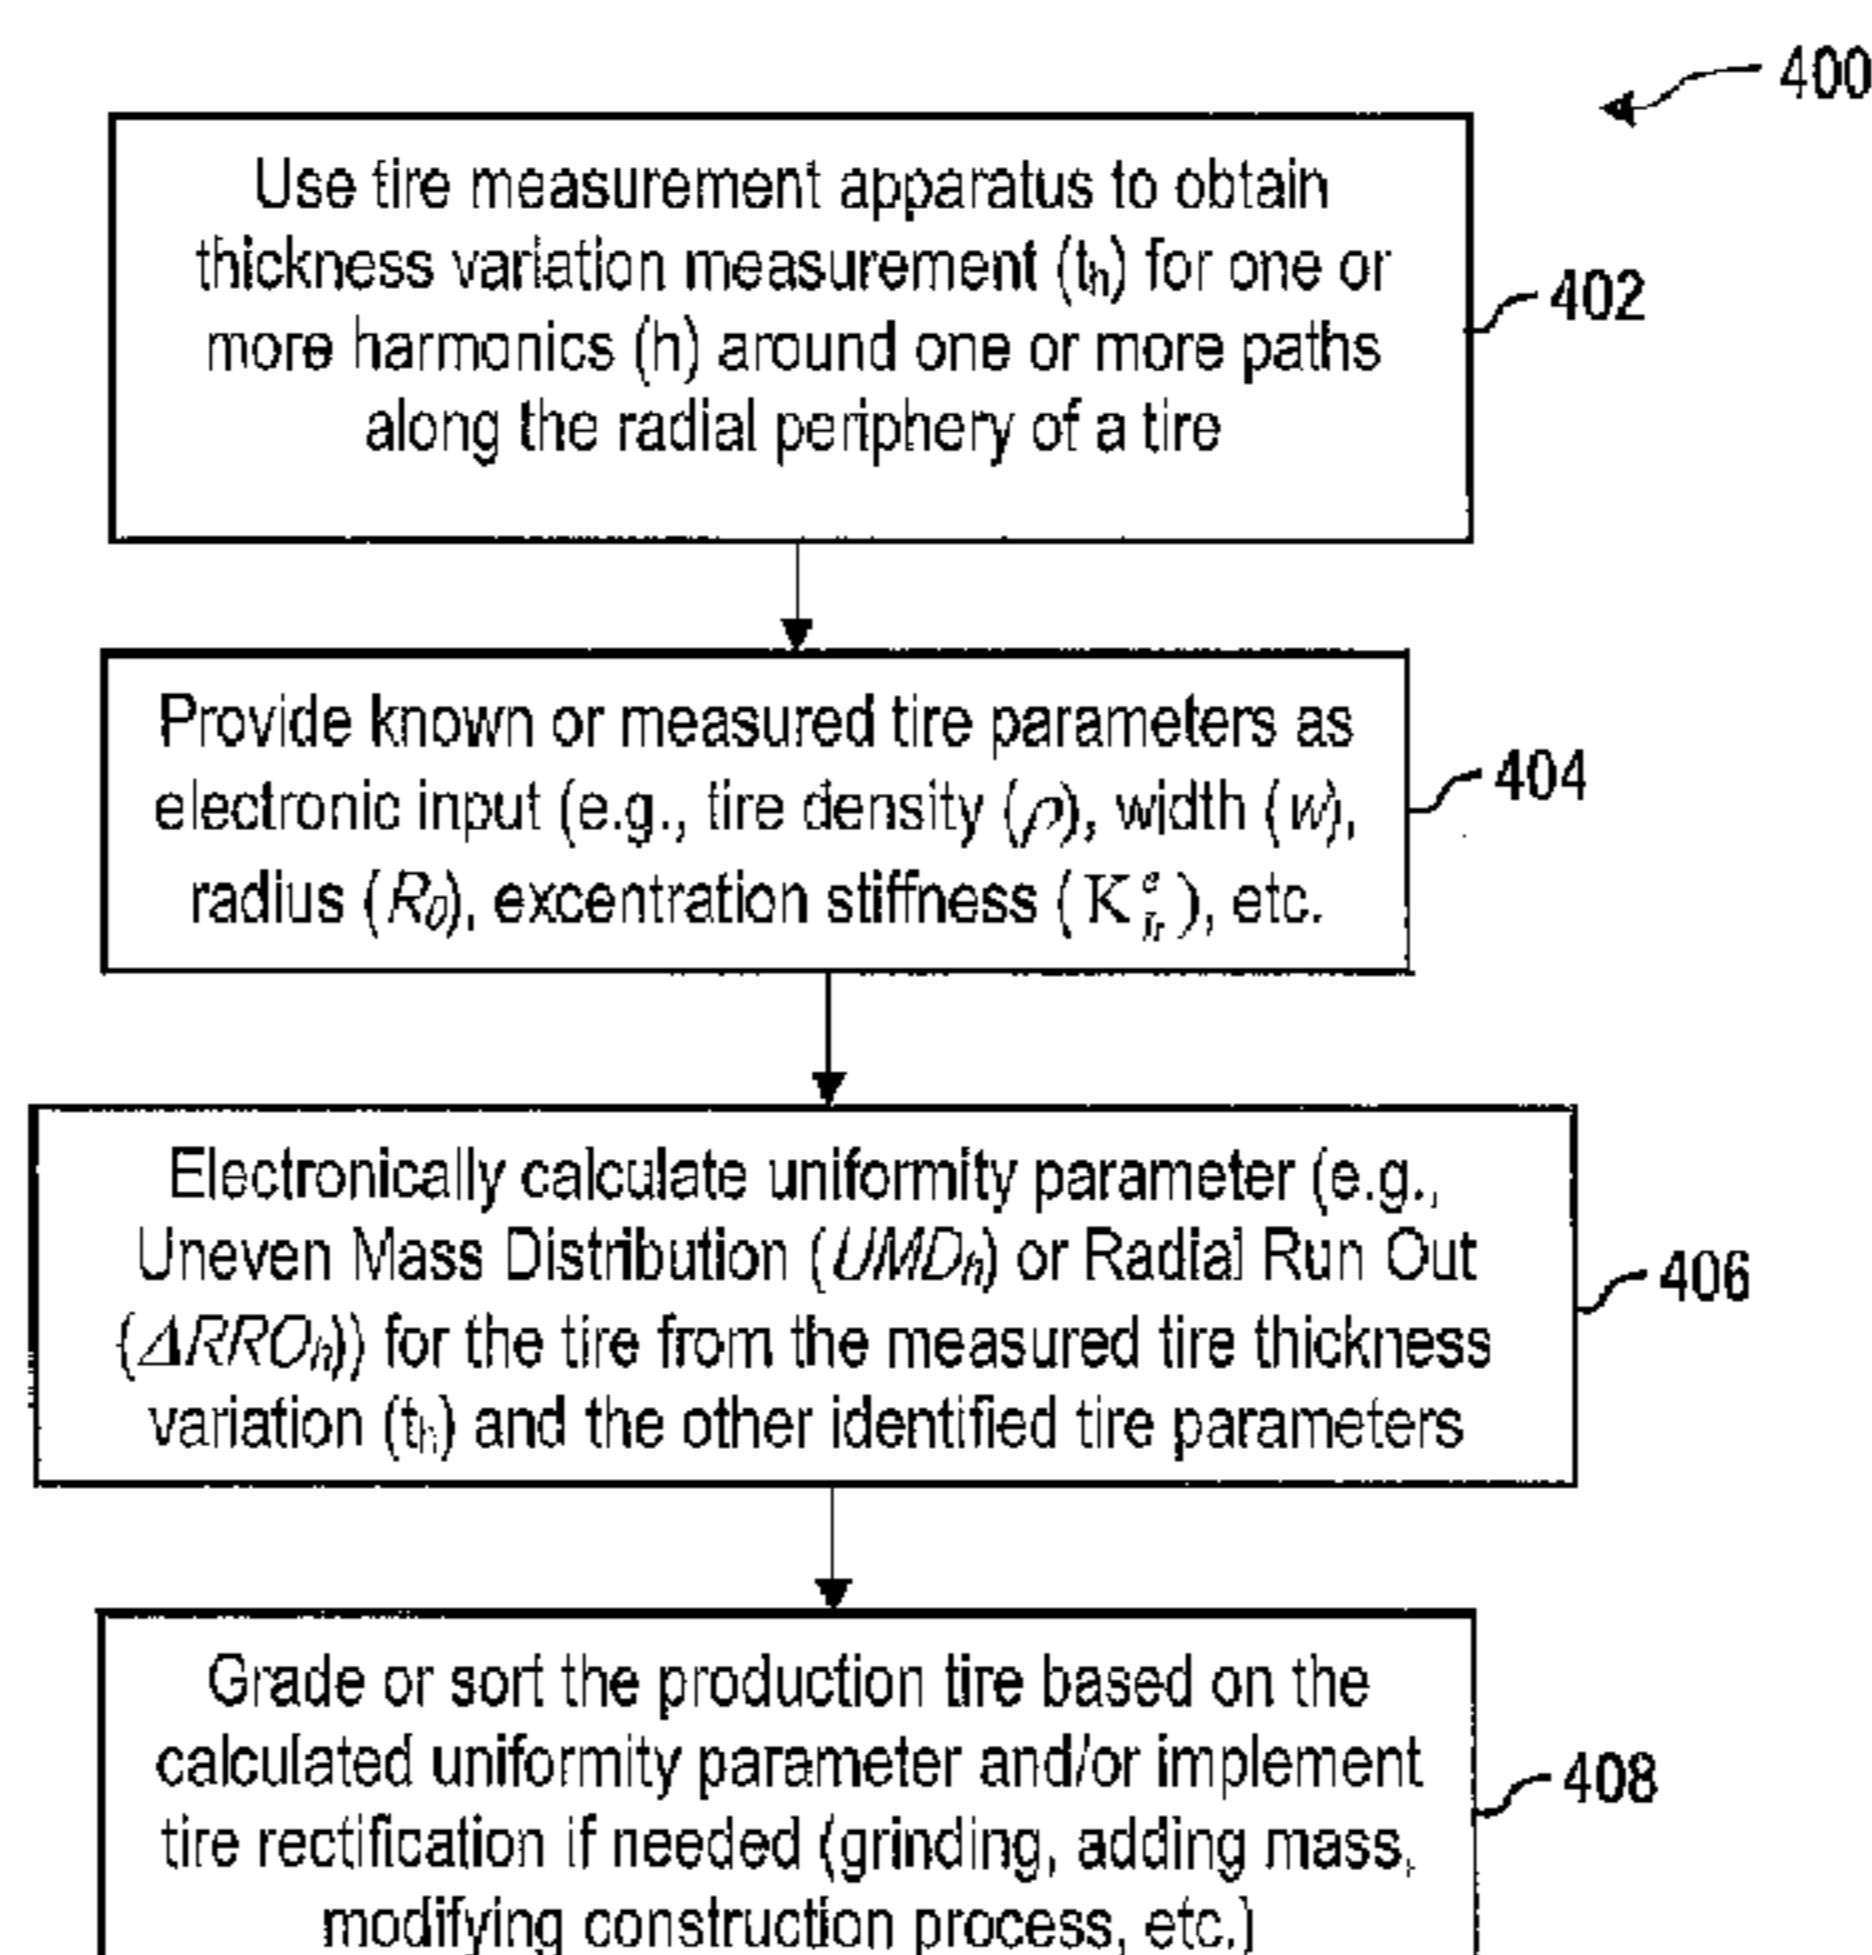 400
Use tire measurement apparatus to obtain
thickness variation measurement (tₕ) for one or
more harmonics (h) around one or more paths
along the radial periphery of a tire
402
Provide known or measured tire parameters as
electronic input (e.g., tire density (ρ), width (w),
radius (R₀), excentration stiffness (Kₕᵉ), etc.
404
Electronically calculate uniformity parameter (e.g.,
Uneven Mass Distribution (UMDₕ) or Radial Run Out
(ΔRROₕ)) for the tire from the measured tire thickness
variation (tₕ) and the other identified tire parameters
406
Grade or sort the production tire based on the
calculated uniformity parameter and/or implement
tire rectification if needed (grinding, adding mass,
modifying construction process, etc.)
408